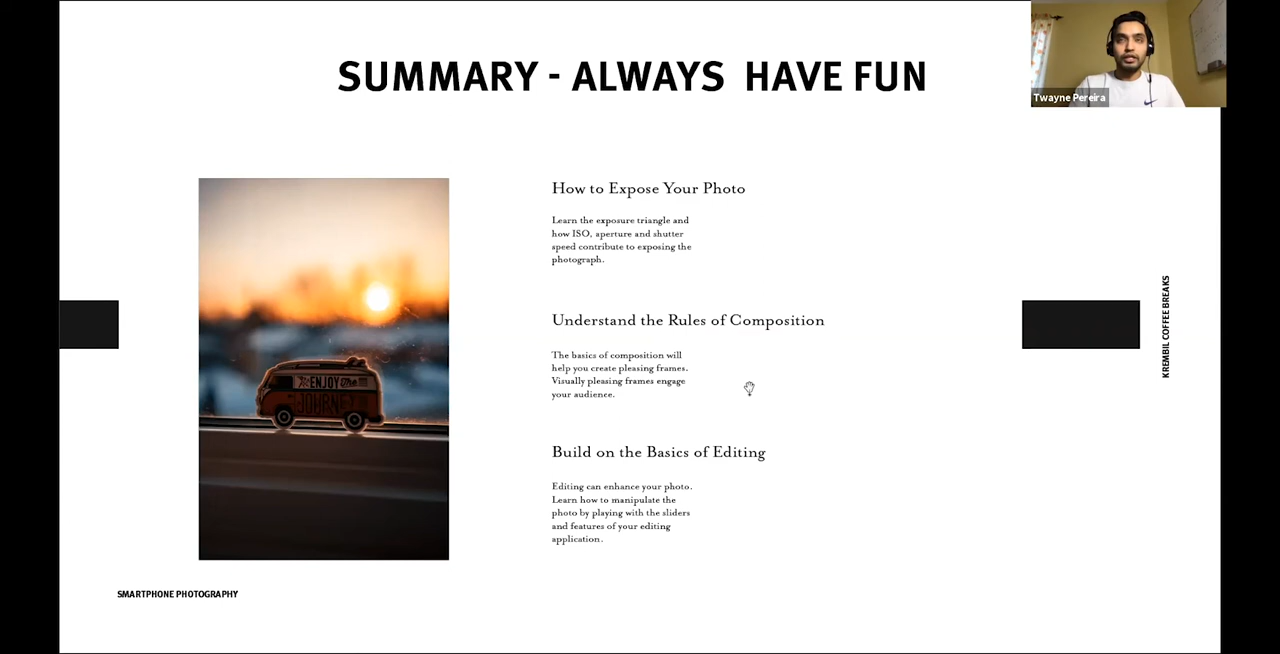 SUMMARY - ALWAYS HAVE FUN
Twayne Pereira
How to Expose Your Photo
Learn the exposure triangle and
how ISO, aperture and shutter
speed contribute to exposing the
photograph.
Understand the Rules of Composition
The basics of composition will
help you create pleasing frames.
Visually pleasing frames engage
your audience.
Build on the Basics of Editing
Editing can enhance your photo.
Learn how to manipulate the
photo by playing with the sliders
and features of your editing
application.
ENJOY The
JOURNEY
KREMBIL COFFEE BREAKS
SMARTPHONE PHOTOGRAPHY